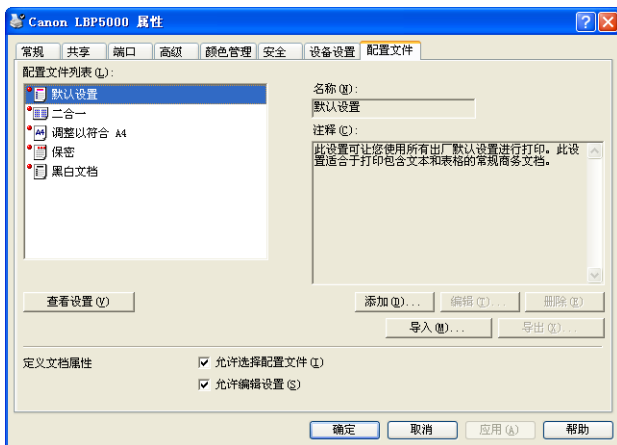 Canon LBP5000 属性
常规 共享 端口 高级 颜色管理 安全 设备设置 配置文件
配置文件列表(L):
默认设置
二合一
A4 调整以符合 A4
保密
黑白文档
名称(N):
默认设置
注释(C):
此设置可让您使用所有出厂默认设置进行打印。此设
置适合于打印包含文本和表格的常规商务文档。
查看设置(V)
添加(D)... 编辑(T)... 删除(E)
导入(M)... 导出(X)...
定义文档属性
允许选择配置文件(I)
允许编辑设置(S)
确定 取消 应用(A) 帮助